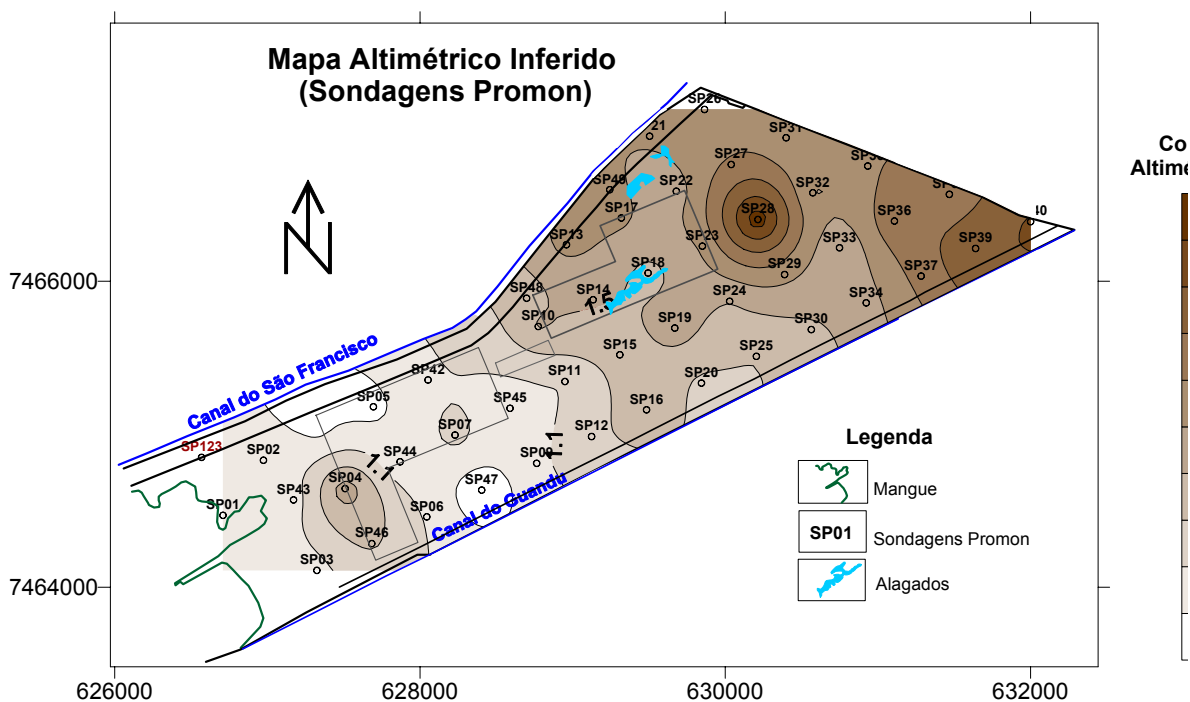 Mapa Altimétrico Inferido
(Sondagens Promon)
SP26
21
SP31
SP27
SP49
SP22
SP32
SP17
SP28
SP36
01
SP13
SP23
SP33
SP39
7466000
SP18
SP29
SP37
SP48
SP14
1.5
SP24
SP34
SP10
SP19
SP30
Canal do São Francisco
SP15
SP25
SP42
SP11
SP20
SP05
SP45
SP16
SP07
SP12
SP123
SP02
SP44
SP09
1.1
SP04
1.1
SP47
SP43
SP01
SP06
SP46
Canal do Guandu
SP03
7464000
626000
628000
630000
632000
Legenda
Mangue
SP01
Sondagens Promon
Alagados
Co
Altimé